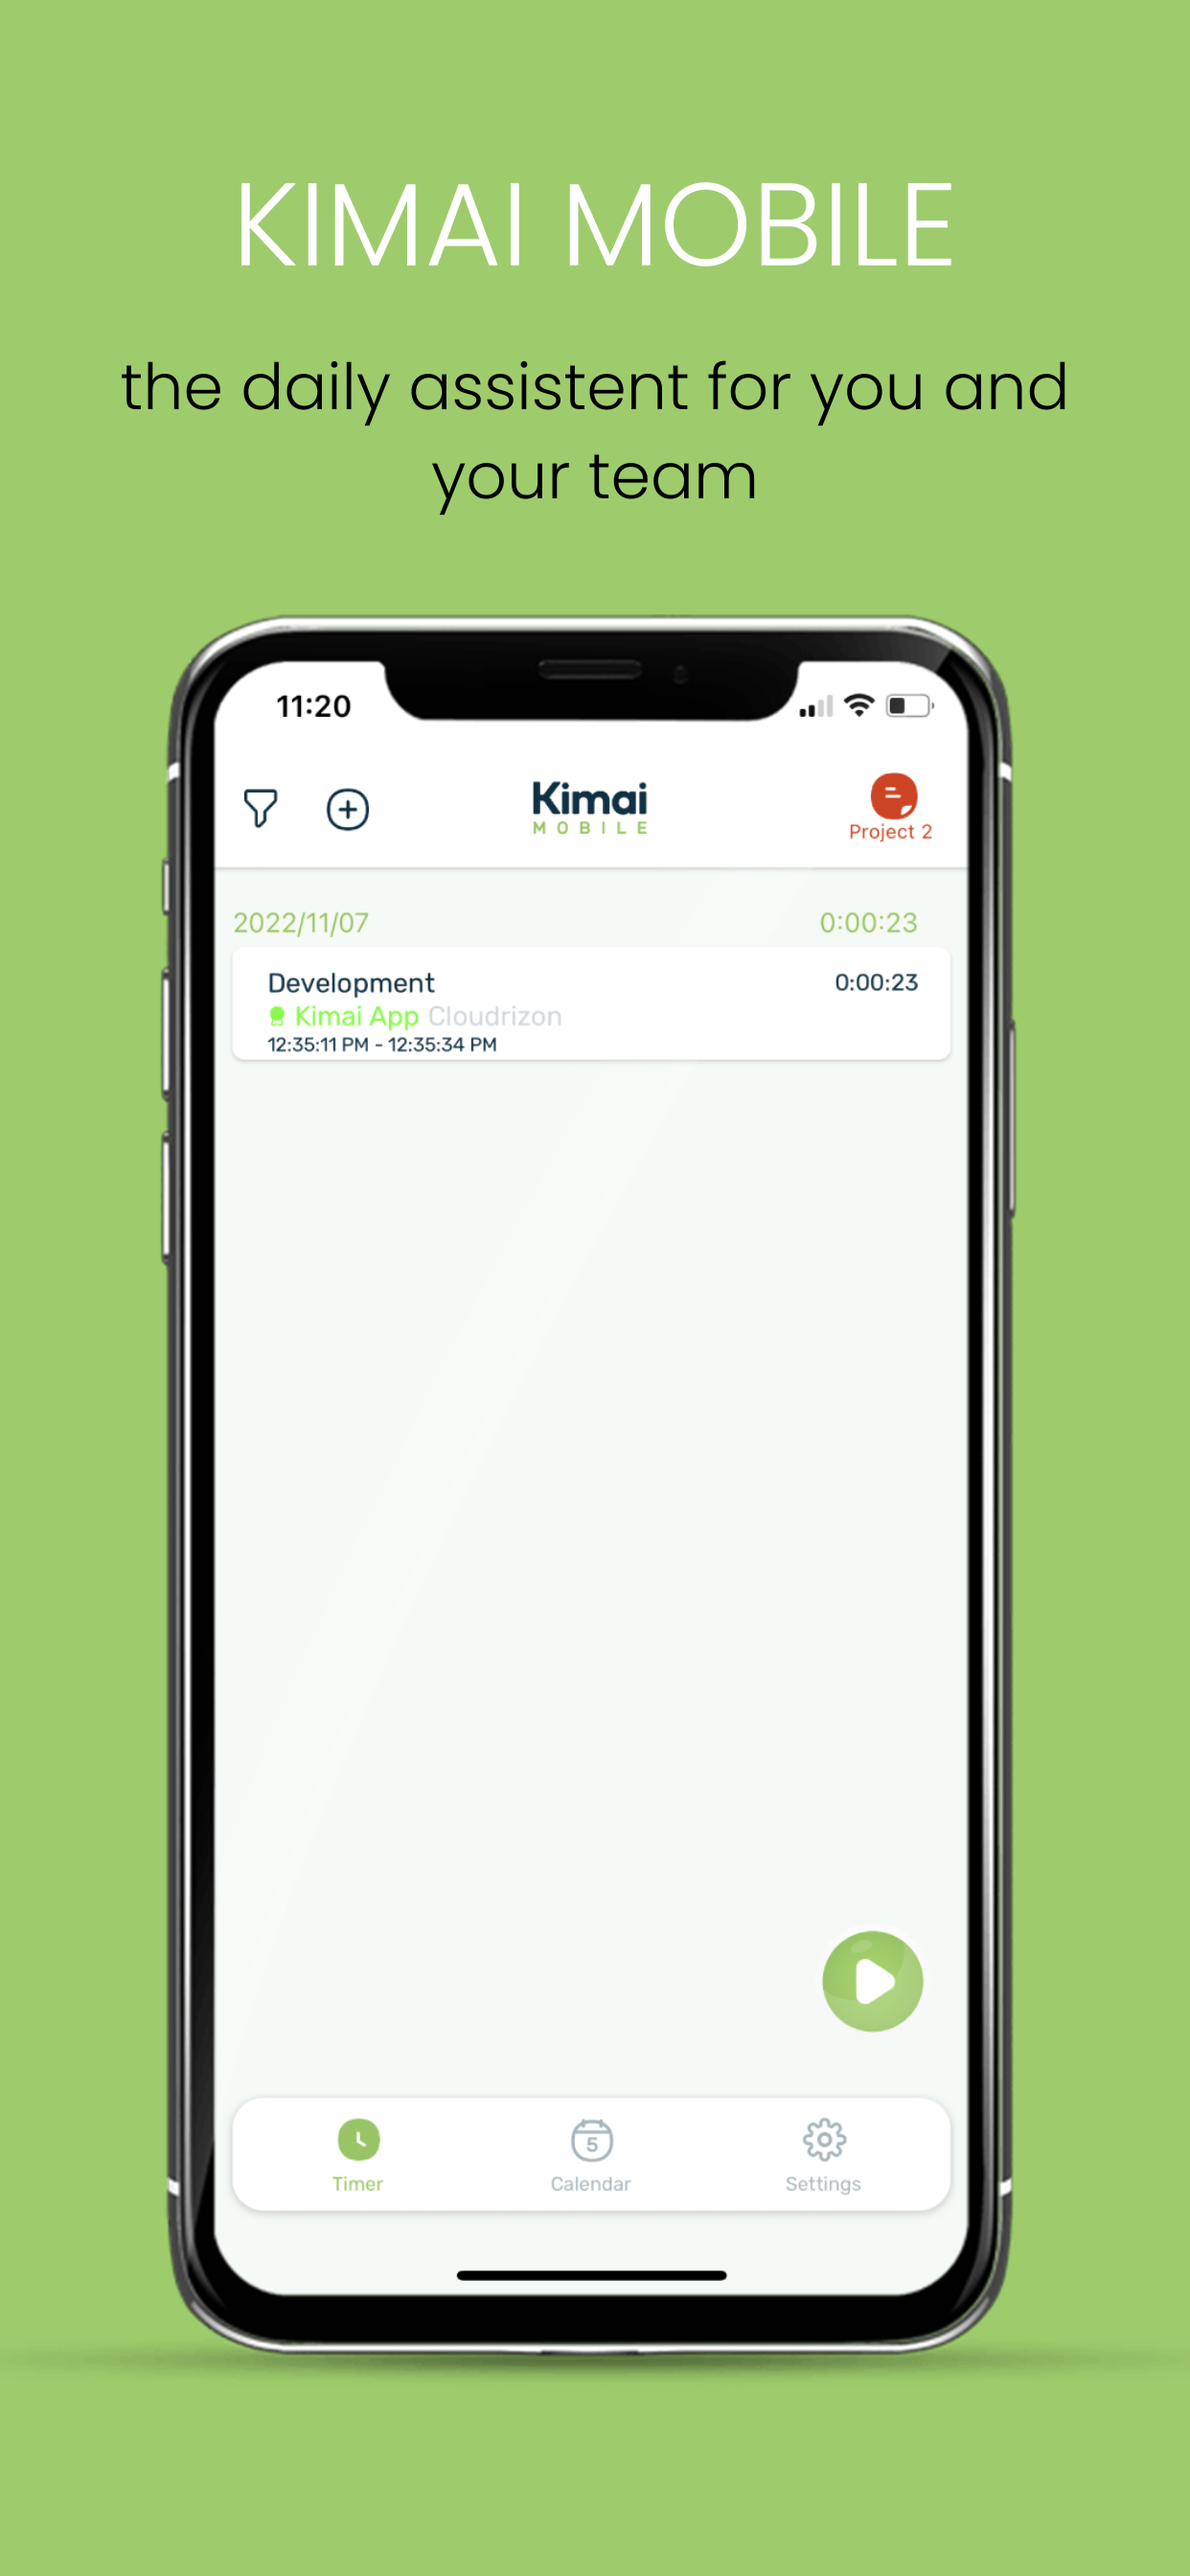 KIMAI MOBILE
the daily assistent for you and
your team
11:20
Kimai
MOBILE
Project 2
2022/11/07 0:00:23
Development 0:00:23
Kimai App Cloudrizon
12:35:11 PM - 12:35:34 PM
5
Timer Calendar Settings